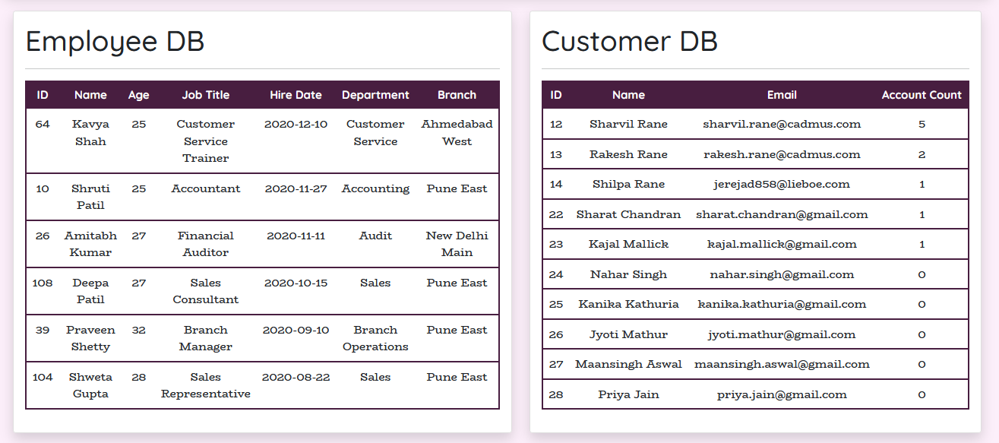 Employee DB
ID Name Age Job Title Hire Date Department Branch
64 Kavya Shah 25 Customer Service Trainer 2020-12-10 Customer Service Ahmedabad West
10 Shruti Patil 25 Accountant 2020-11-27 Accounting Pune East
26 Amitabh Kumar 27 Financial Auditor 2020-11-11 Audit New Delhi Main
108 Deepa Patil 27 Sales Consultant 2020-10-15 Sales Pune East
39 Praveen Shetty 32 Branch Manager 2020-09-10 Branch Operations Pune East
104 Shweta Gupta 28 Sales Representative 2020-08-22 Sales Pune East
Customer DB
ID Name Email Account Count
12 Sharvil Rane sharvil.rane@cadmus.com 5
13 Rakesh Rane rakesh.rane@cadmus.com 2
14 Shilpa Rane jerejad858@lieboe.com 1
22 Sharat Chandran sharat.chandran@gmail.com 1
23 Kajal Mallick kajal.mallick@gmail.com 1
24 Nahar Singh nahar.singh@gmail.com 0
25 Kanika Kathuria kanika.kathuria@gmail.com 0
26 Jyoti Mathur jyoti.mathur@gmail.com 0
27 Maansingh Aswal maansingh.aswal@gmail.com 0
28 Priya Jain priya.jain@gmail.com 0